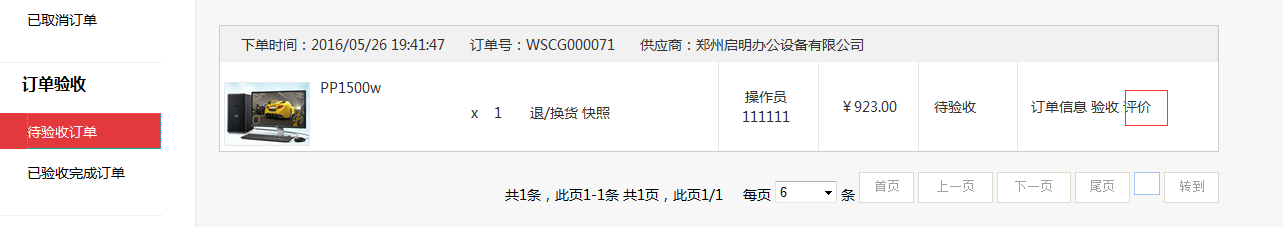 已取消订单
订单验收
待验收订单
已验收完成订单
下单时间：2016/05/26 19:41:47 订单号：WSCG000071 供应商：郑州启明办公设备有限公司
PP1500w
x 1 退/换货 快照
操作员
111111
￥923.00
待验收
订单信息 验收 评价
共1条，此页1-1条 共1页，此页1/1 每页 6 条 首页 上一页 下一页 尾页 转到